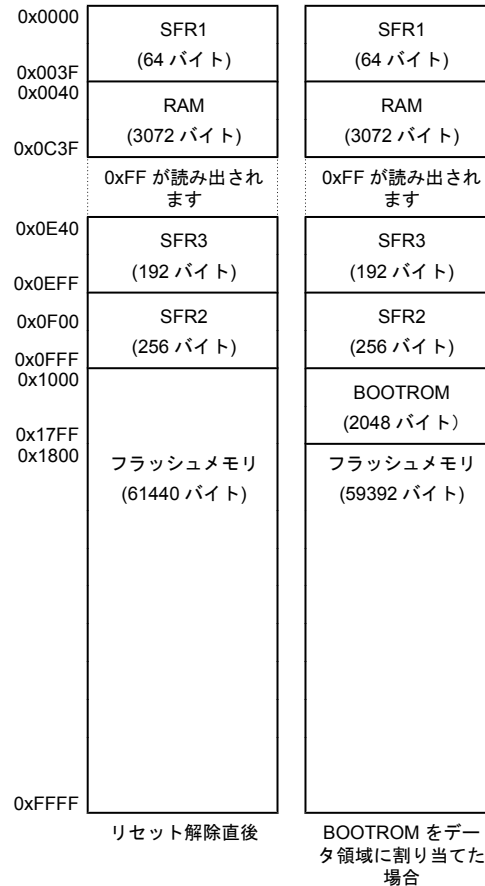 0x0000
SFR1
(64 バイト)
SFR1
(64 バイト)
0x003F
0x0040
RAM
(3072 バイト)
RAM
(3072 バイト)
0x0C3F
0xFF が読み出され
ます
0xFF が読み出され
ます
0x0E40
SFR3
(192 バイト)
SFR3
(192 バイト)
0x0EFF
0x0F00
SFR2
(256 バイト)
SFR2
(256 バイト)
0x0FFF
0x1000
BOOTROM
(2048 バイト）
0x17FF
0x1800
フラッシュメモリ
(61440 バイト)
フラッシュメモリ
(59392 バイト)
0xFFFF
リセット解除直後
BOOTROM をデー
タ領域に割り当てた
場合